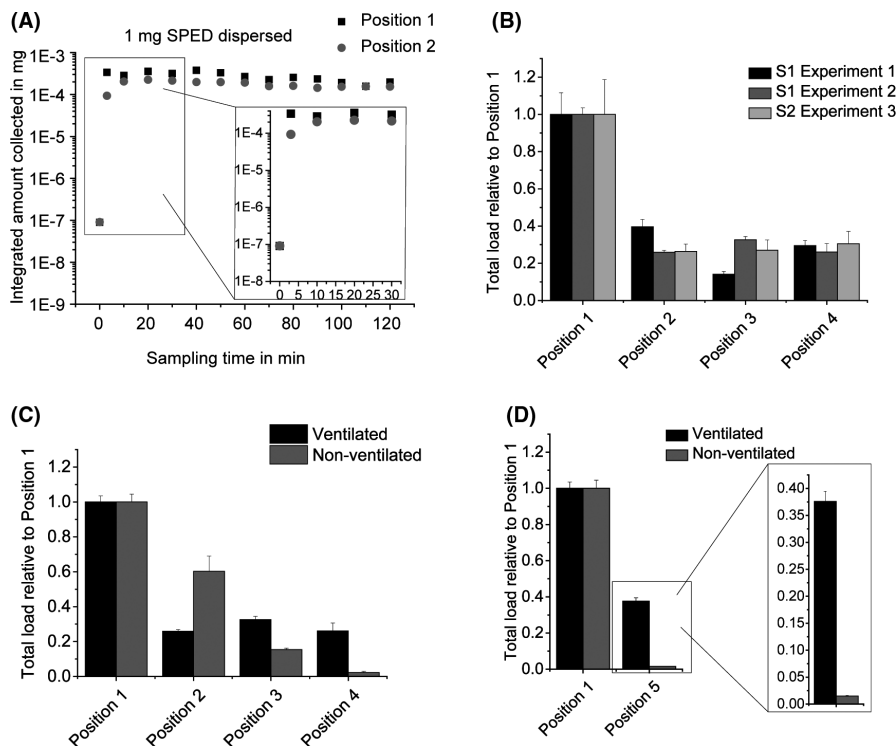 (A)
1 mg SPED dispersed
Position 1
Position 2
Integrated amount collected in mg
1E−3
1E−4
1E−5
1E−6
1E−7
1E−8
1E−9
0
20
40
60
80
100
120
Sampling time in min
1E−4
1E−5
1E−6
1E−7
1E−8
0
5
10
15
20
25
30
(B)
S1 Experiment 1
S1 Experiment 2
S2 Experiment 3
Total load relative to Position 1
1.2
1.0
0.8
0.6
0.4
0.2
0.0
Position 1
Position 2
Position 3
Position 4
(C)
Ventilated
Non-ventilated
Total load relative to Position 1
1.2
1.0
0.8
0.6
0.4
0.2
0.0
Position 1
Position 2
Position 3
Position 4
(D)
Ventilated
Non-ventilated
Total load relative to Position 1
1.2
1.0
0.8
0.6
0.4
0.2
0.0
Position 1
Position 5
0.40
0.35
0.30
0.25
0.20
0.15
0.10
0.05
0.00